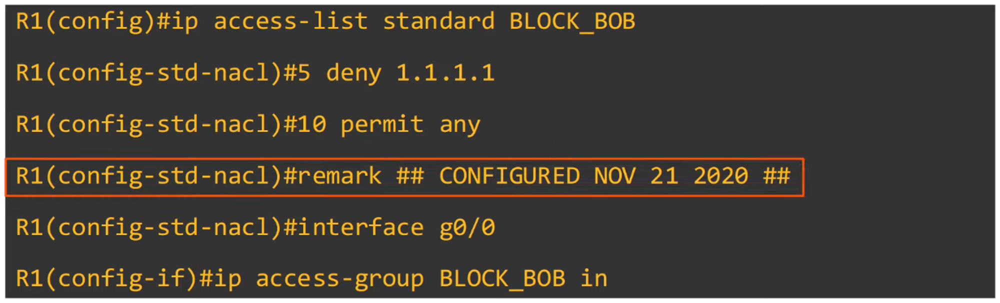 R1(config)#ip access-list standard BLOCK_BOB
R1(config-std-nacl)#5 deny 1.1.1.1
R1(config-std-nacl)#10 permit any
R1(config-std-nacl)#remark ## CONFIGURED NOV 21 2020 ##
R1(config-std-nacl)#interface g0/0
R1(config-if)#ip access-group BLOCK_BOB in